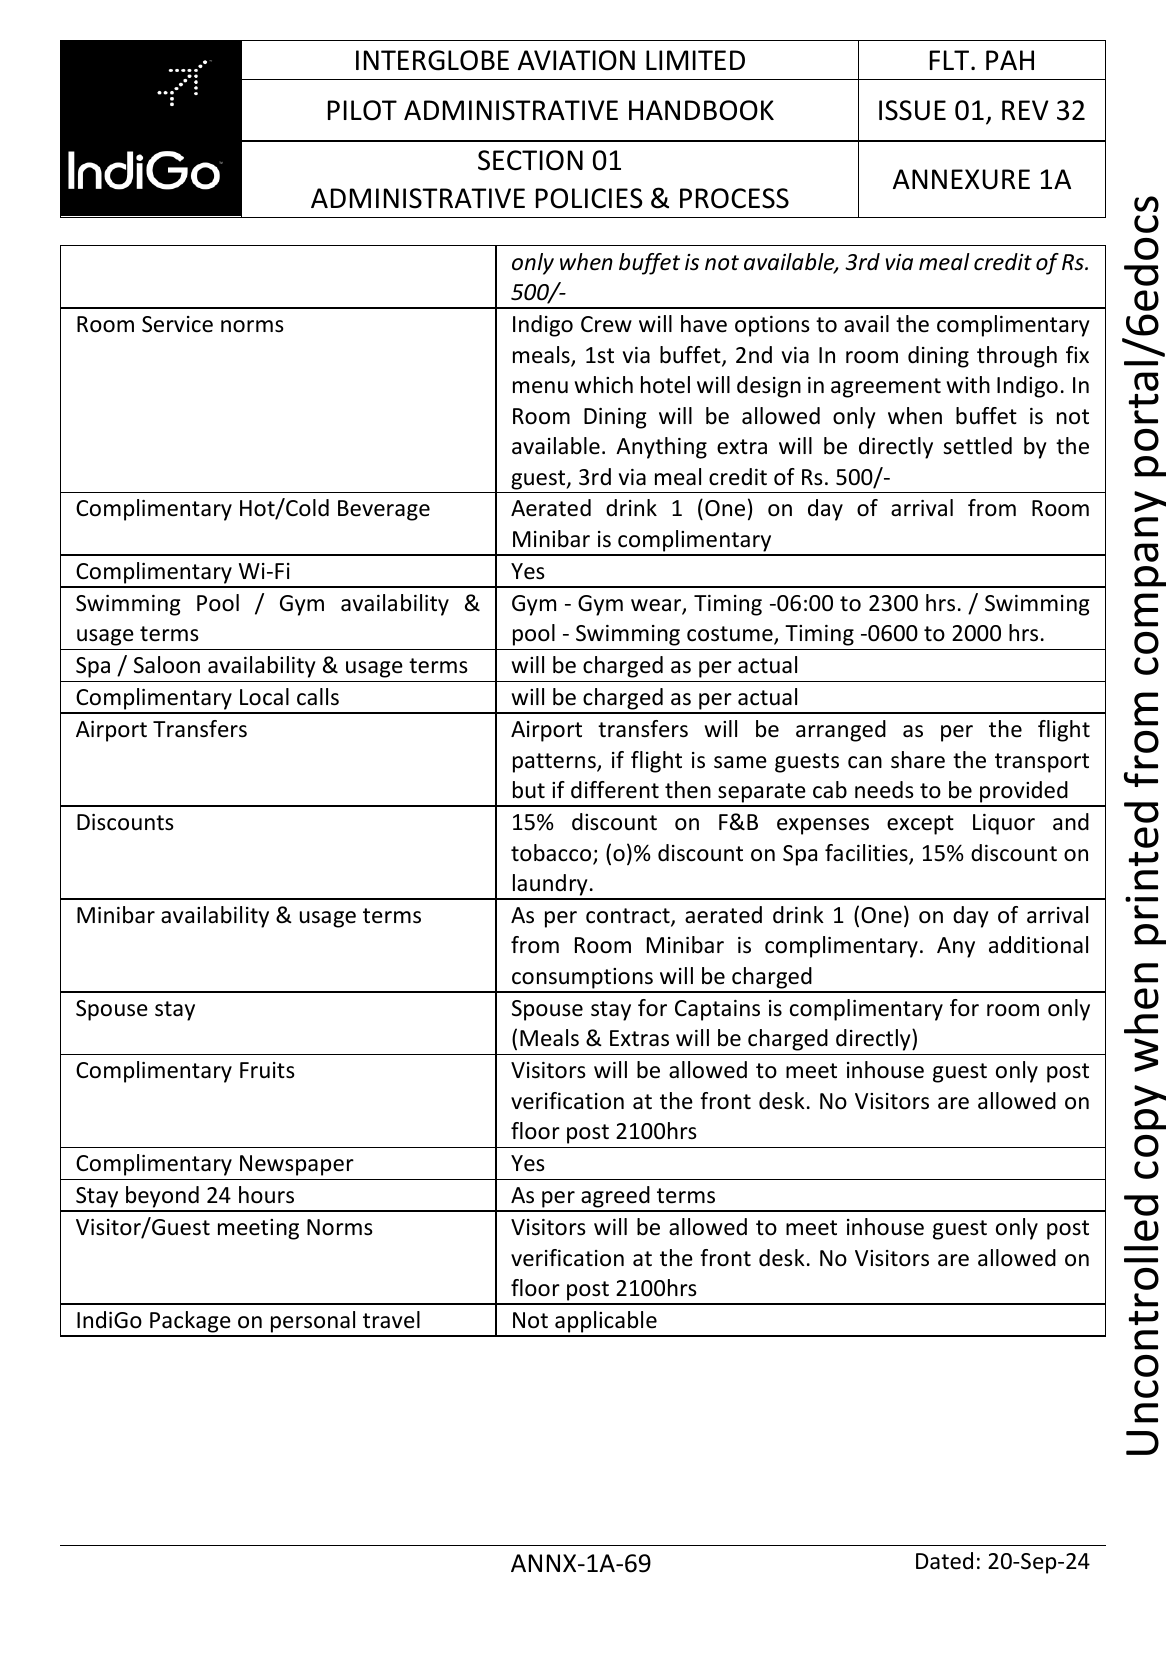 IndiGo
INTERGLOBE AVIATION LIMITED
FLT. PAH
PILOT ADMINISTRATIVE HANDBOOK
ISSUE 01, REV 32
SECTION 01
ADMINISTRATIVE POLICIES & PROCESS
ANNEXURE 1A
only when buffet is not available, 3rd via meal credit of Rs.
500/-
Room Service norms
Indigo Crew will have options to avail the complimentary
meals, 1st via buffet, 2nd via In room dining through fix
menu which hotel will design in agreement with Indigo. In
Room Dining will be allowed only when buffet is not
available. Anything extra will be directly settled by the
guest, 3rd via meal credit of Rs. 500/-
Complimentary Hot/Cold Beverage
Aerated drink 1 (One) on day of arrival from Room
Minibar is complimentary
Complimentary Wi-Fi
Yes
Swimming Pool / Gym availability &
usage terms
Gym - Gym wear, Timing -06:00 to 2300 hrs. / Swimming
pool - Swimming costume, Timing -0600 to 2000 hrs.
Spa / Saloon availability & usage terms
will be charged as per actual
Complimentary Local calls
will be charged as per actual
Airport Transfers
Airport transfers will be arranged as per the flight
patterns, if flight is same guests can share the transport
but if different then separate cab needs to be provided
Discounts
15% discount on F&B expenses except Liquor and
tobacco; (o)% discount on Spa facilities, 15% discount on
laundry.
Minibar availability & usage terms
As per contract, aerated drink 1 (One) on day of arrival
from Room Minibar is complimentary. Any additional
consumptions will be charged
Spouse stay
Spouse stay for Captains is complimentary for room only
(Meals & Extras will be charged directly)
Complimentary Fruits
Visitors will be allowed to meet inhouse guest only post
verification at the front desk. No Visitors are allowed on
floor post 2100hrs
Complimentary Newspaper
Yes
Stay beyond 24 hours
As per agreed terms
Visitor/Guest meeting Norms
Visitors will be allowed to meet inhouse guest only post
verification at the front desk. No Visitors are allowed on
floor post 2100hrs
IndiGo Package on personal travel
Not applicable
ANNX-1A-69
Dated: 20-Sep-24
Uncontrolled copy when printed from company portal/6edocs